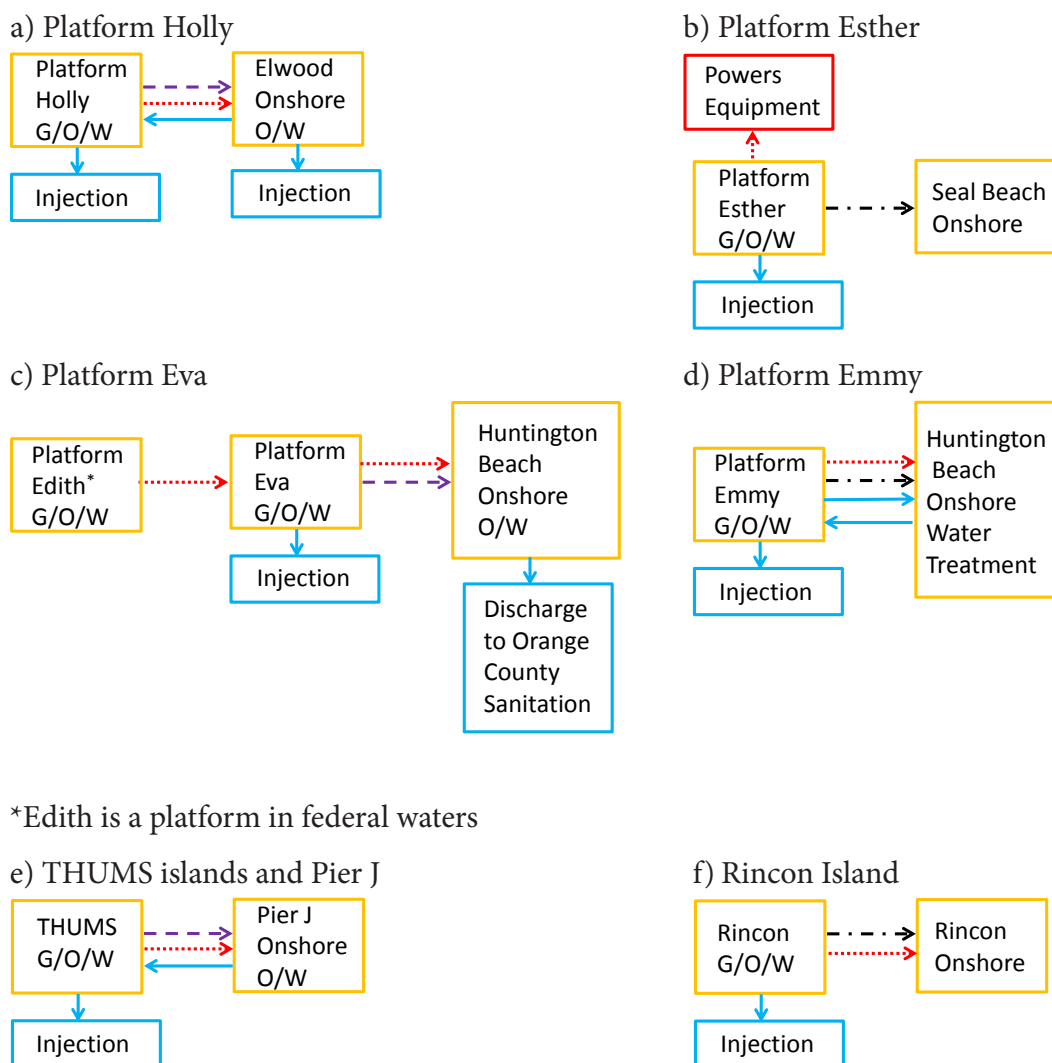 a) Platform Holly
Platform
Holly
G/O/W
Elwood
Onshore
O/W
Injection
Injection
b) Platform Esther
Powers
Equipment
Platform
Esther
G/O/W
Seal Beach
Onshore
Injection
c) Platform Eva
Platform
Edith*
G/O/W
Platform
Eva
G/O/W
Huntington
Beach
Onshore
O/W
Injection
Discharge
to Orange
County
Sanitation
d) Platform Emmy
Platform
Emmy
G/O/W
Huntington
Beach
Onshore
Water
Treatment
Injection
*Edith is a platform in federal waters
e) THUMS islands and Pier J
THUMS
G/O/W
Pier J
Onshore
O/W
Injection
f) Rincon Island
Rincon
G/O/W
Rincon
Onshore
Injection